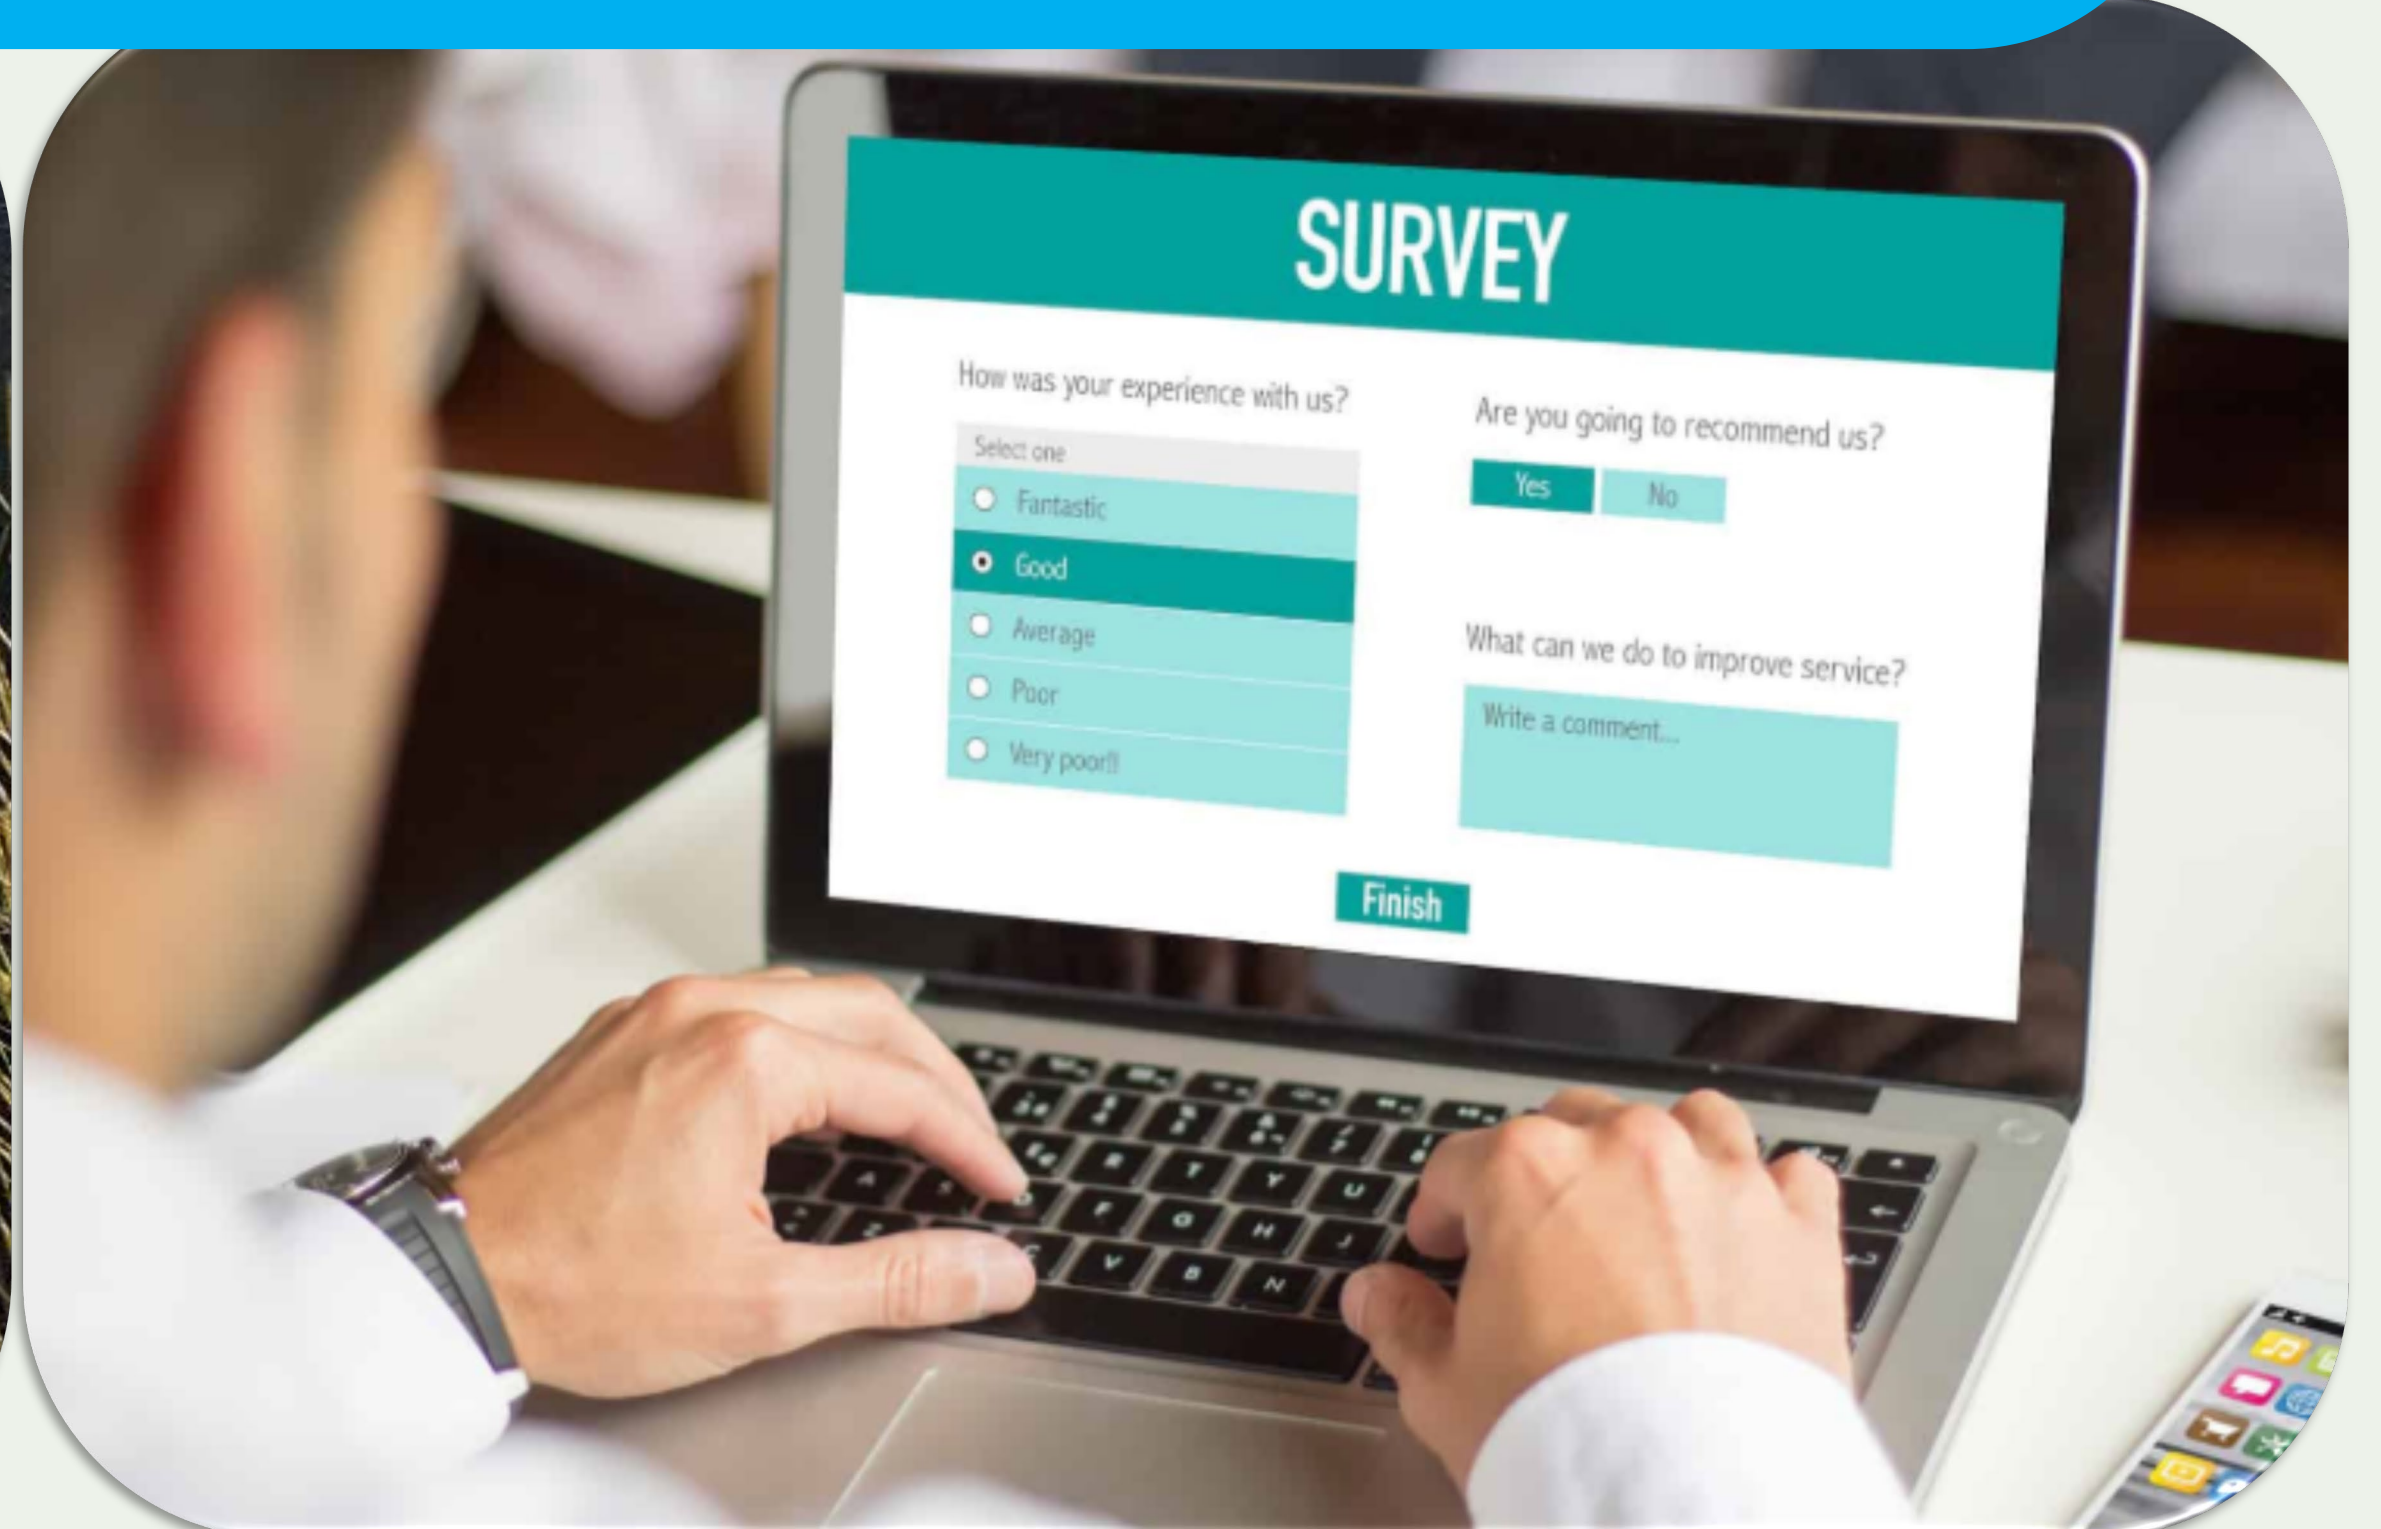 SURVEY
How was your experience with us?
Select one
Fantastic
Good
Average
Poor
Very poor!!
Are you going to recommend us?
Yes
No
What can we do to improve service?
Write a comment...
Finish
R T Y U
A S D F G H J
Z C V B N